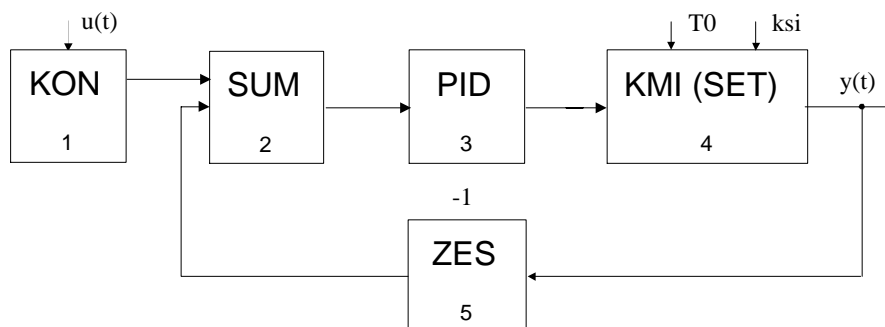 u(t)
T0
ksi
KON
SUM
PID
KMI (SET)
y(t)
1
2
3
4
-1
ZES
5